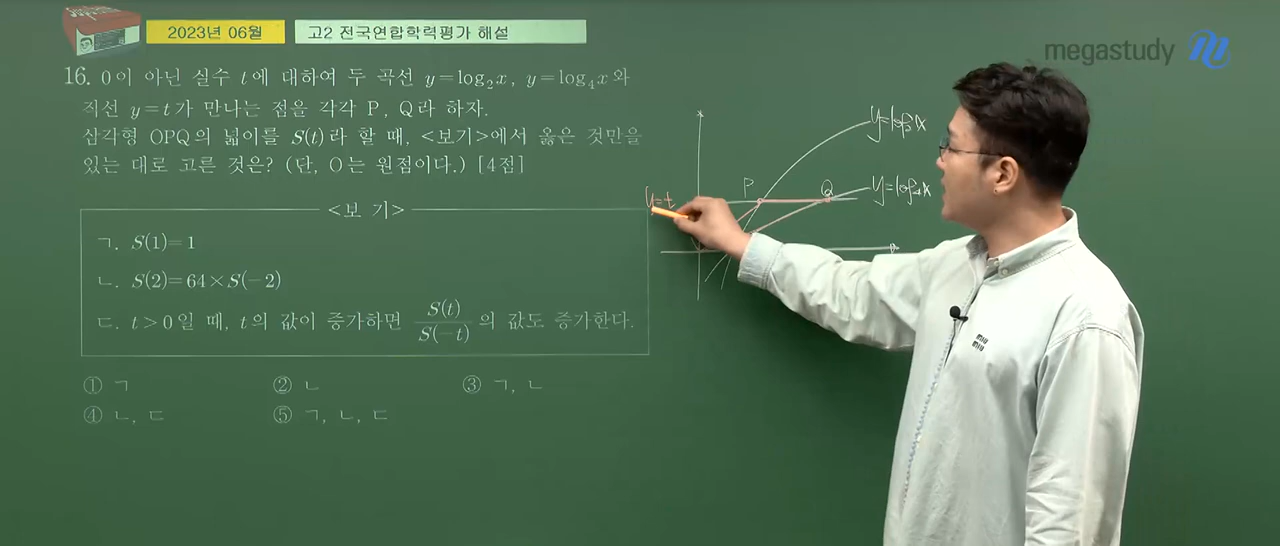 2023년 06월
고2 전국연합학력평가 해설
megastudy
16. 0이 아닌 실수 t에 대하여 두 곡선 y=log₂x, y=log₄x와
직선 y=t가 만나는 점을 각각 P, Q라 하자.
삼각형 OPQ의 넓이를 S(t)라 할 때, <보기>에서 옳은 것만을
있는 대로 고른 것은? (단, O는 원점이다.) [4점]
<보 기>
ㄱ. S(1)=1
ㄴ. S(2)=64×S(-2)
ㄷ. t>0일 때, t의 값이 증가하면 S(t)/S(-t)의 값도 증가한다.
① ㄱ ② ㄴ ③ ㄱ, ㄴ
④ ㄴ, ㄷ ⑤ ㄱ, ㄴ, ㄷ
y=log₂x
P Q y=log₄x
y=t
miu
miu